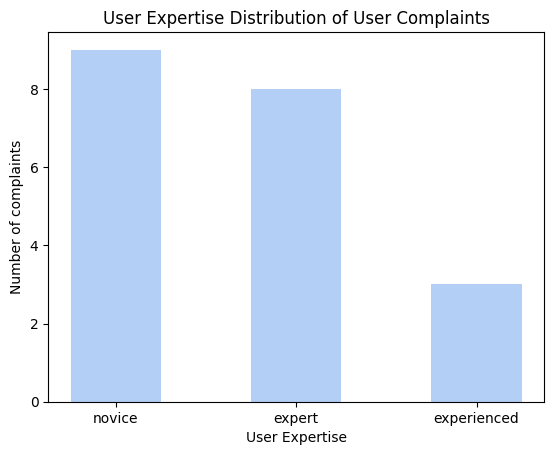 User Expertise Distribution of User Complaints
Number of complaints
8
6
4
2
0
novice expert experienced
User Expertise